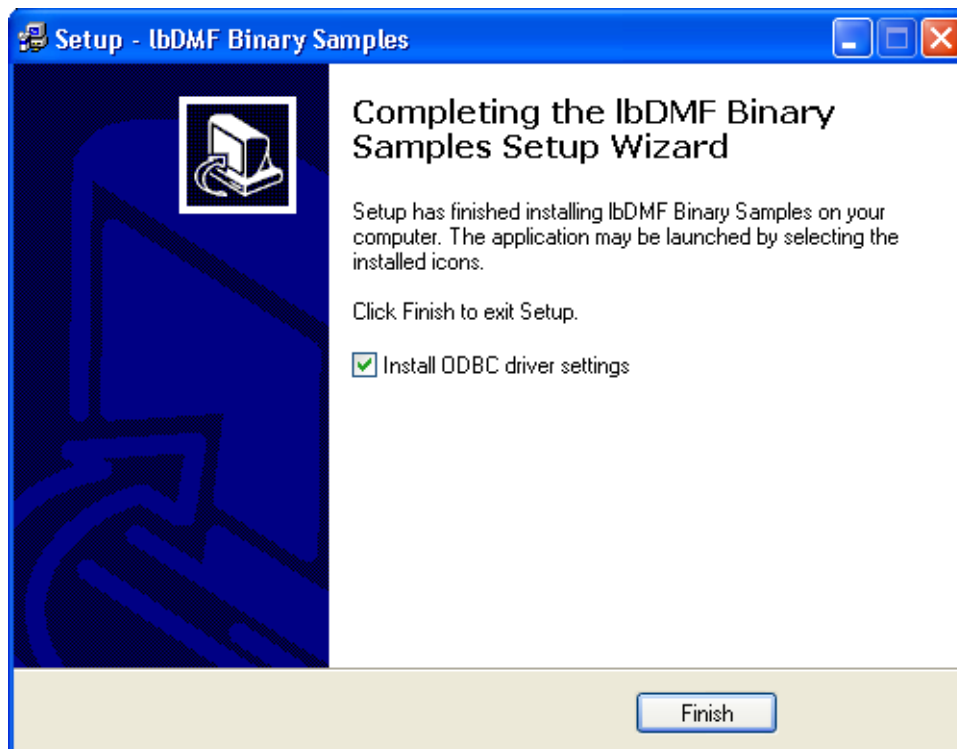 Setup - lbDMF Binary Samples
Completing the lbDMF Binary
Samples Setup Wizard
Setup has finished installing lbDMF Binary Samples on your
computer. The application may be launched by selecting the
installed icons.
Click Finish to exit Setup.
Install ODBC driver settings
Finish